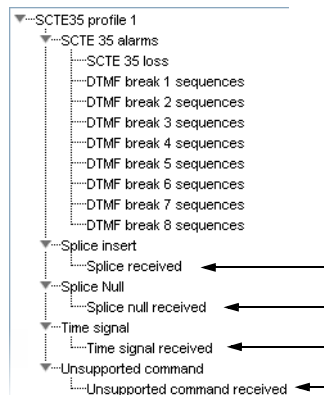 SCTE35 profile 1
SCTE 35 alarms
SCTE 35 loss
DTMF break 1 sequences
DTMF break 2 sequences
DTMF break 3 sequences
DTMF break 4 sequences
DTMF break 5 sequences
DTMF break 6 sequences
DTMF break 7 sequences
DTMF break 8 sequences
Splice insert
Splice received
Splice Null
Splice null received
Time signal
Time signal received
Unsupported command
Unsupported command received